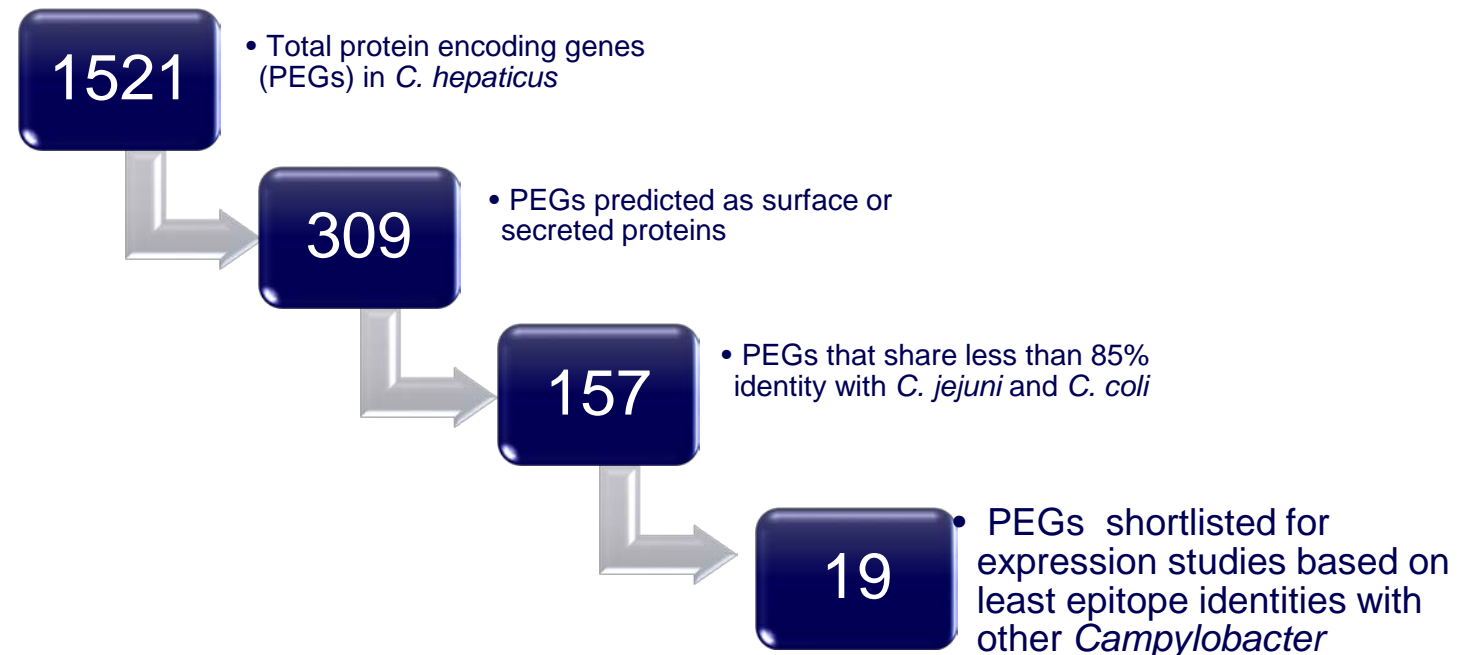 1521
• Total protein encoding genes
(PEGs) in C. hepaticus
309
• PEGs predicted as surface or
secreted proteins
157
• PEGs that share less than 85%
identity with C. jejuni and C. coli
19
• PEGs shortlisted for
expression studies based on
least epitope identities with
other Campylobacter